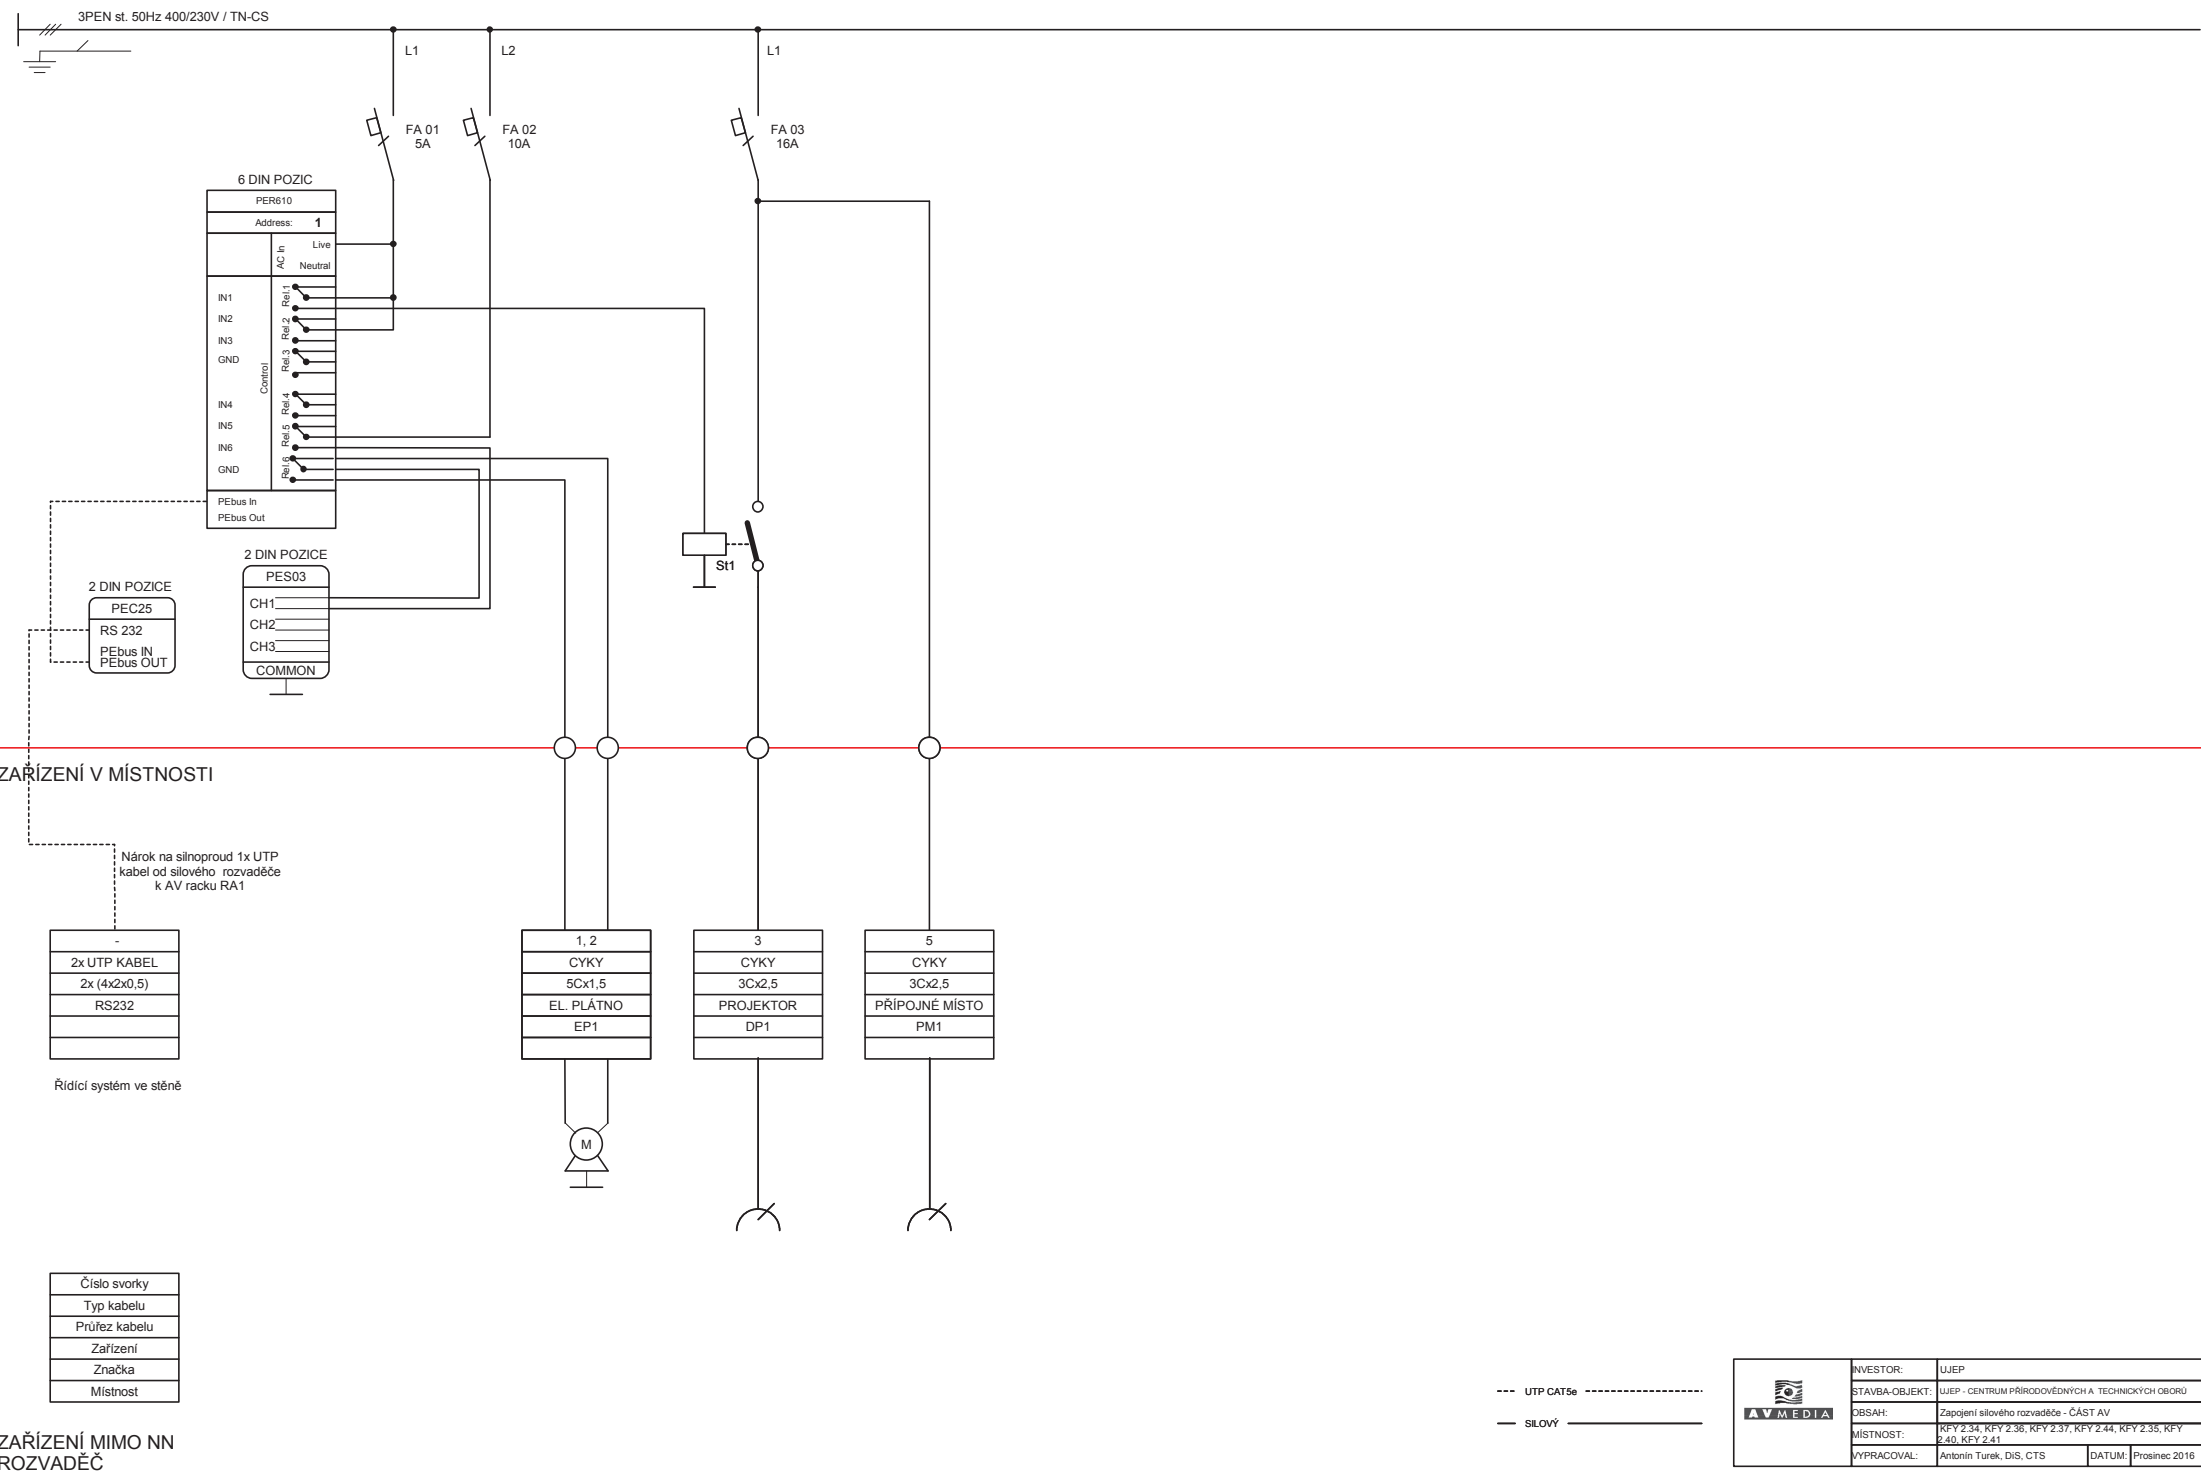 3PEN st. 50Hz 400/230V / TN-CS
L1
L2
L1
FA 01
5A
FA 02
10A
FA 03
16A
6 DIN POZIC
PER610
Address: 1
AC In
Live
Neutral
Control
IN1
IN2
IN3
GND
IN4
IN5
IN6
GND
Rel.1
Rel.2
Rel.3
Rel.4
Rel.5
Rel.6
PEbus In
PEbus Out
2 DIN POZICE
PES03
CH1
CH2
CH3
COMMON
2 DIN POZICE
PEC25
RS 232
PEbus IN
PEbus OUT
St1
ZAŘÍZENÍ V MÍSTNOSTI
Nárok na silnoproud 1x UTP
kabel od silového rozvaděče
k AV racku RA1
-
2x UTP KABEL
2x (4x2x0,5)
RS232
Řídící systém ve stěně
1, 2
CYKY
5Cx1,5
EL. PLÁTNO
EP1
M
3
CYKY
3Cx2,5
PROJEKTOR
DP1
5
CYKY
3Cx2,5
PŘÍPOJNÉ MÍSTO
PM1
Číslo svorky
Typ kabelu
Průřez kabelu
Zařízení
Značka
Místnost
ZAŘÍZENÍ MIMO NN
ROZVADĚČ
UTP CAT5e
SILOVÝ
AV MEDIA
INVESTOR: UJEP
STAVBA-OBJEKT: UJEP - CENTRUM PŘÍRODOVĚDNÝCH A TECHNICKÝCH OBORŮ
OBSAH: Zapojení silového rozvaděče - ČÁST AV
MÍSTNOST: KFY 2.34, KFY 2.36, KFY 2.37, KFY 2.44, KFY 2.35, KFY
2.40, KFY 2.41
VYPRACOVAL: Antonín Turek, DiS, CTS DATUM: Prosinec 2016